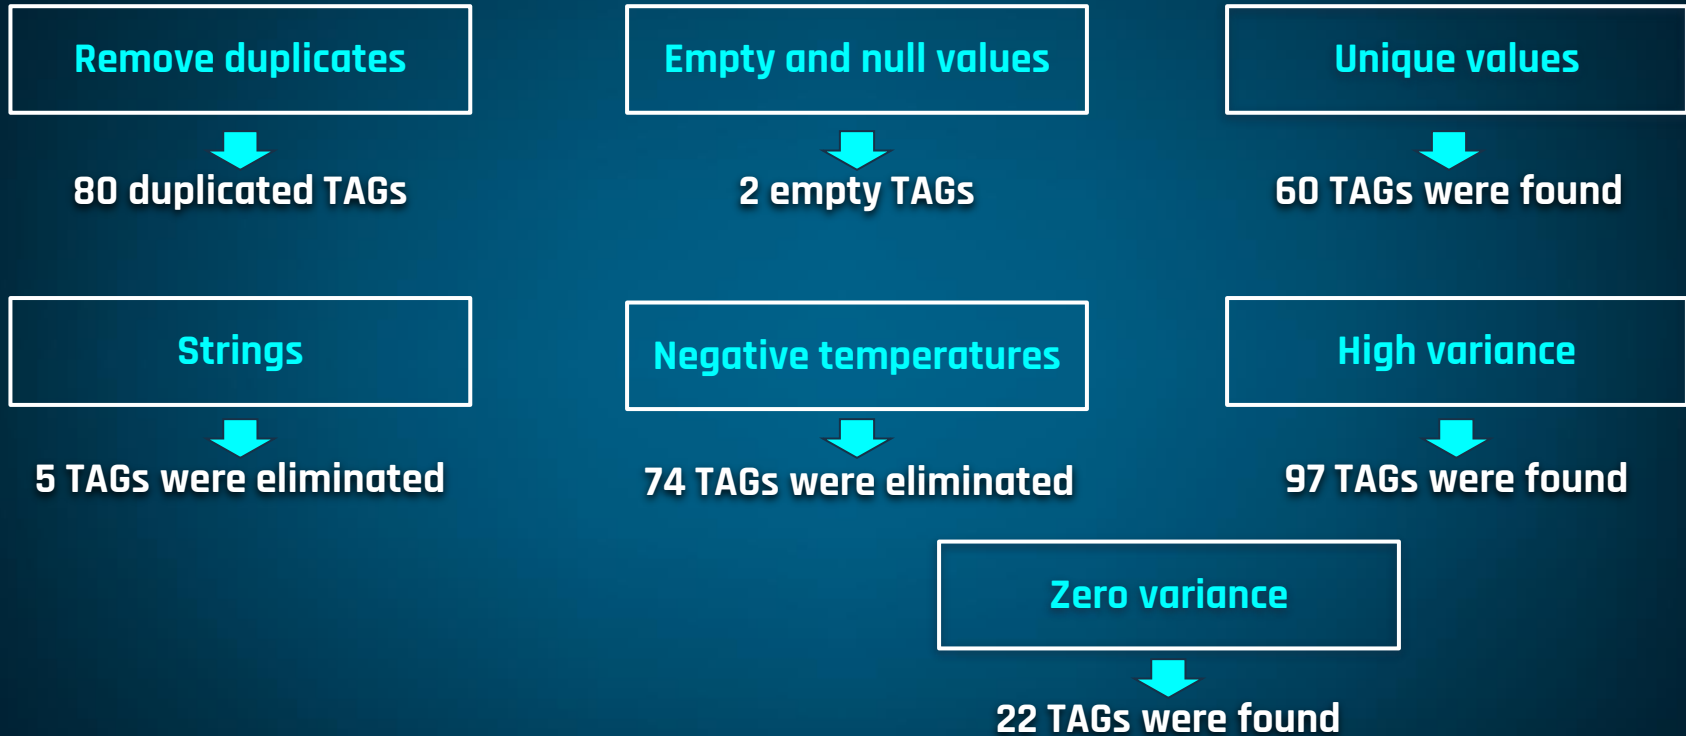 Remove duplicates
80 duplicated TAGs
Empty and null values
2 empty TAGs
Unique values
60 TAGs were found
Strings
5 TAGs were eliminated
Negative temperatures
74 TAGs were eliminated
High variance
97 TAGs were found
Zero variance
22 TAGs were found